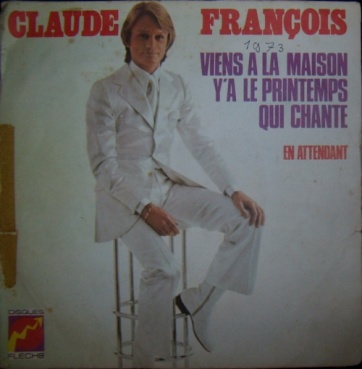 CLAUDE FRANÇOIS
1973
VIENS À LA MAISON
Y'A LE PRINTEMPS
QUI CHANTE
EN ATTENDANT
DISQUES
FLECHE